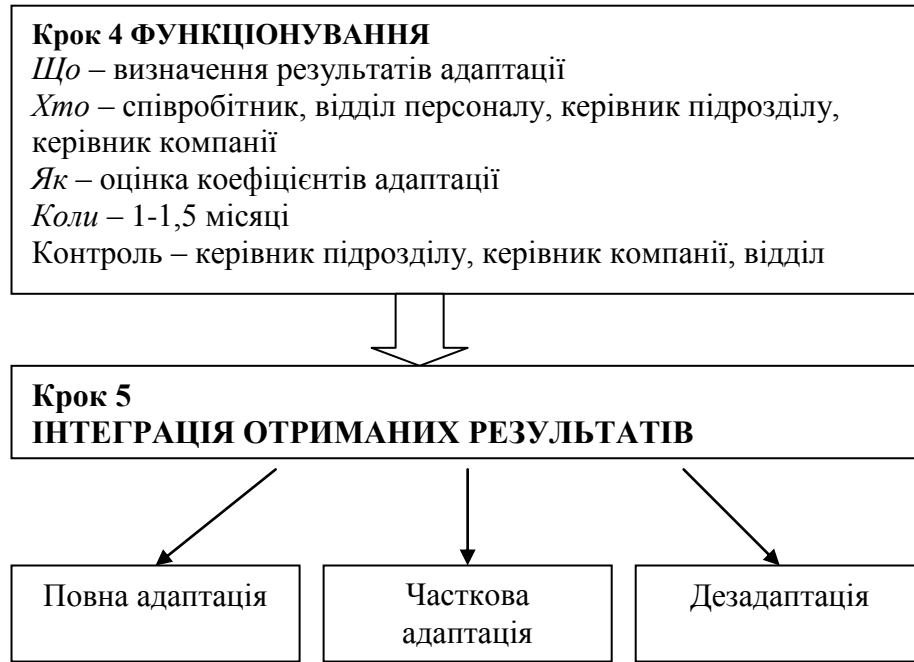 Крок 4 ФУНКЦІОНУВАННЯ
Що – визначення результатів адаптації
Хто – співробітник, відділ персоналу, керівник підрозділу,
керівник компанії
Як – оцінка коефіцієнтів адаптації
Коли – 1-1,5 місяці
Контроль – керівник підрозділу, керівник компанії, відділ
Крок 5
ІНТЕГРАЦІЯ ОТРИМАНИХ РЕЗУЛЬТАТІВ
Повна адаптація
Часткова
адаптація
Дезадаптація